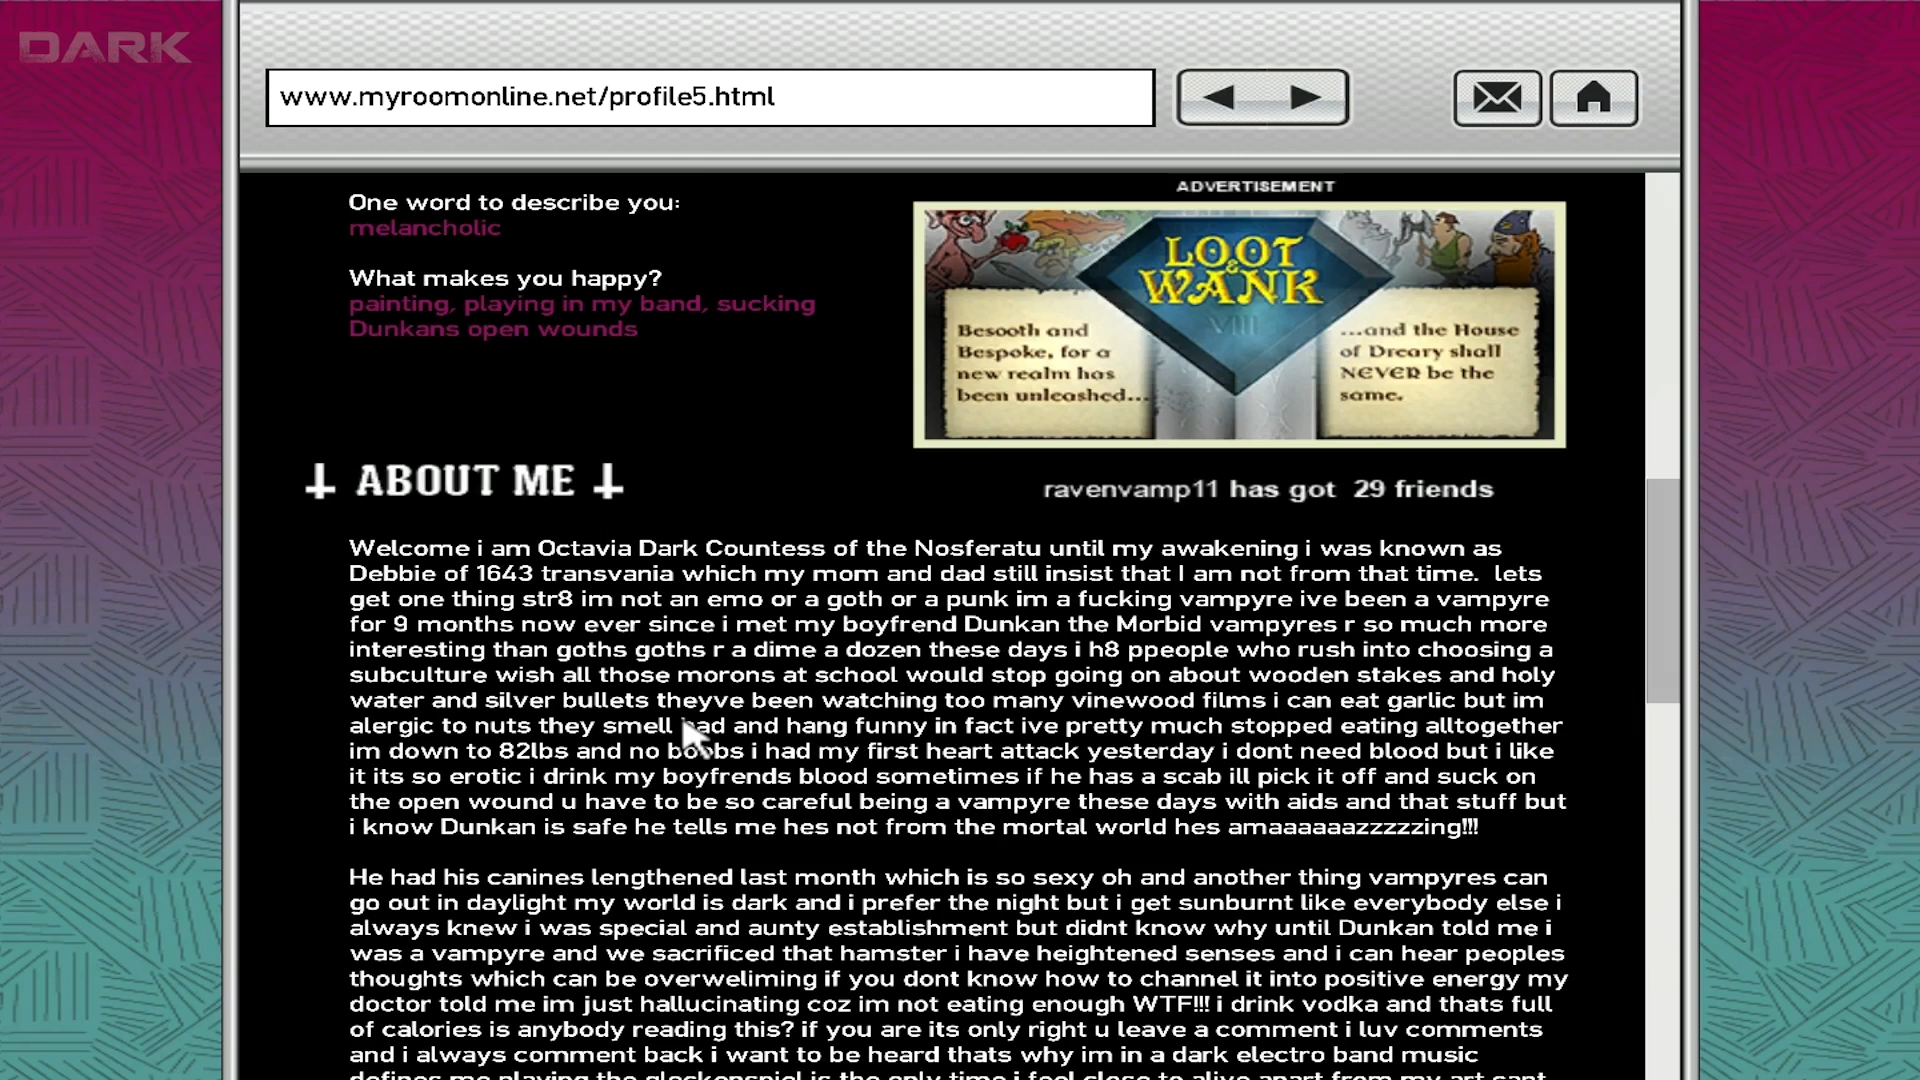 DARK
www.myroomonline.net/profile5.html
One word to describe you:
melancholic
What makes you happy?
painting, playing in my band, sucking
Dunkans open wounds
ADVERTISEMENT
LOOT
&
WANK
VIII
Besooth and
Bespoke, for a
new realm has
been unleashed...
...and the House
of Dreary shall
NEVER be the
same.
ABOUT ME
ravenvamp11 has got 29 friends
Welcome i am Octavia Dark Countess of the Nosferatu until my awakening i was known as
Debbie of 1643 transvania which my mom and dad still insist that I am not from that time. lets
get one thing str8 im not an emo or a goth or a punk im a fucking vampyre ive been a vampyre
for 9 months now ever since i met my boyfrend Dunkan the Morbid vampyres r so much more
interesting than goths goths r a dime a dozen these days i h8 ppeople who rush into choosing a
subculture wish all those morons at school would stop going on about wooden stakes and holy
water and silver bullets theyve been watching too many vinewood films i can eat garlic but im
alergic to nuts they smell bad and hang funny in fact ive pretty much stopped eating alltogether
im down to 82lbs and no boobs i had my first heart attack yesterday i dont need blood but i like
it its so erotic i drink my boyfrends blood sometimes if he has a scab ill pick it off and suck on
the open wound u have to be so careful being a vampyre these days with aids and that stuff but
i know Dunkan is safe he tells me hes not from the mortal world hes amaaaaaazzzzzing!!!
He had his canines lengthened last month which is so sexy oh and another thing vampyres can
go out in daylight my world is dark and i prefer the night but i get sunburnt like everybody else i
always knew i was special and aunty establishment but didnt know why until Dunkan told me i
was a vampyre and we sacrificed that hamster i have heightened senses and i can hear peoples
thoughts which can be overweliming if you dont know how to channel it into positive energy my
doctor told me im just hallucinating coz im not eating enough WTF!!! i drink vodka and thats full
of calories is anybody reading this? if you are its only right u leave a comment i luv comments
and i always comment back i want to be heard thats why im in a dark electro band music
defines me playing the glockenspiel is the only time i feel close to alive apart from my art sant